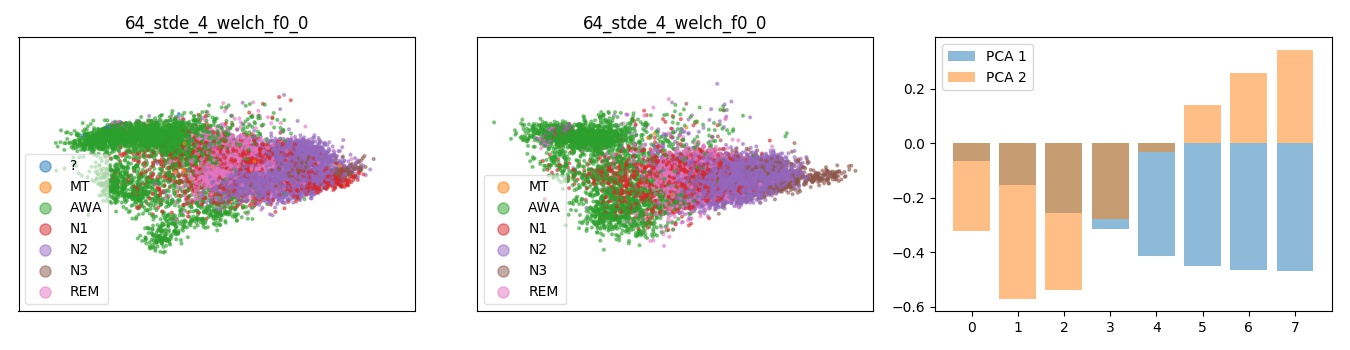 64_stde_4_welch_f0_0
?
MT
AWA
N1
N2
N3
REM
64_stde_4_welch_f0_0
MT
AWA
N1
N2
N3
REM
PCA 1
PCA 2
0.2
0.0
−0.2
−0.4
−0.6
0 1 2 3 4 5 6 7